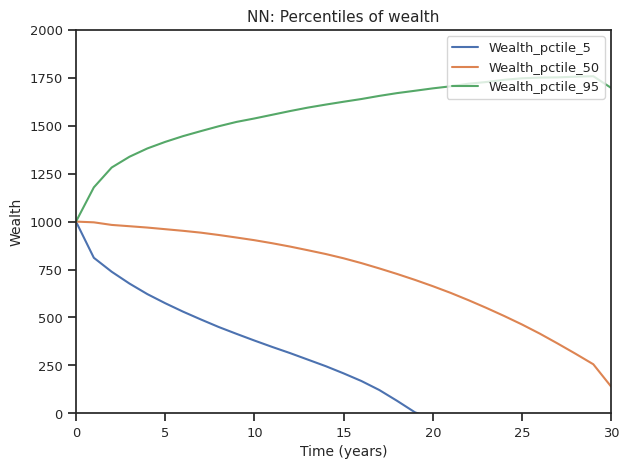 NN: Percentiles of wealth
Wealth_pctile_5
Wealth_pctile_50
Wealth_pctile_95
Wealth
2000
1750
1500
1250
1000
750
500
250
0
0 5 10 15 20 25 30
Time (years)